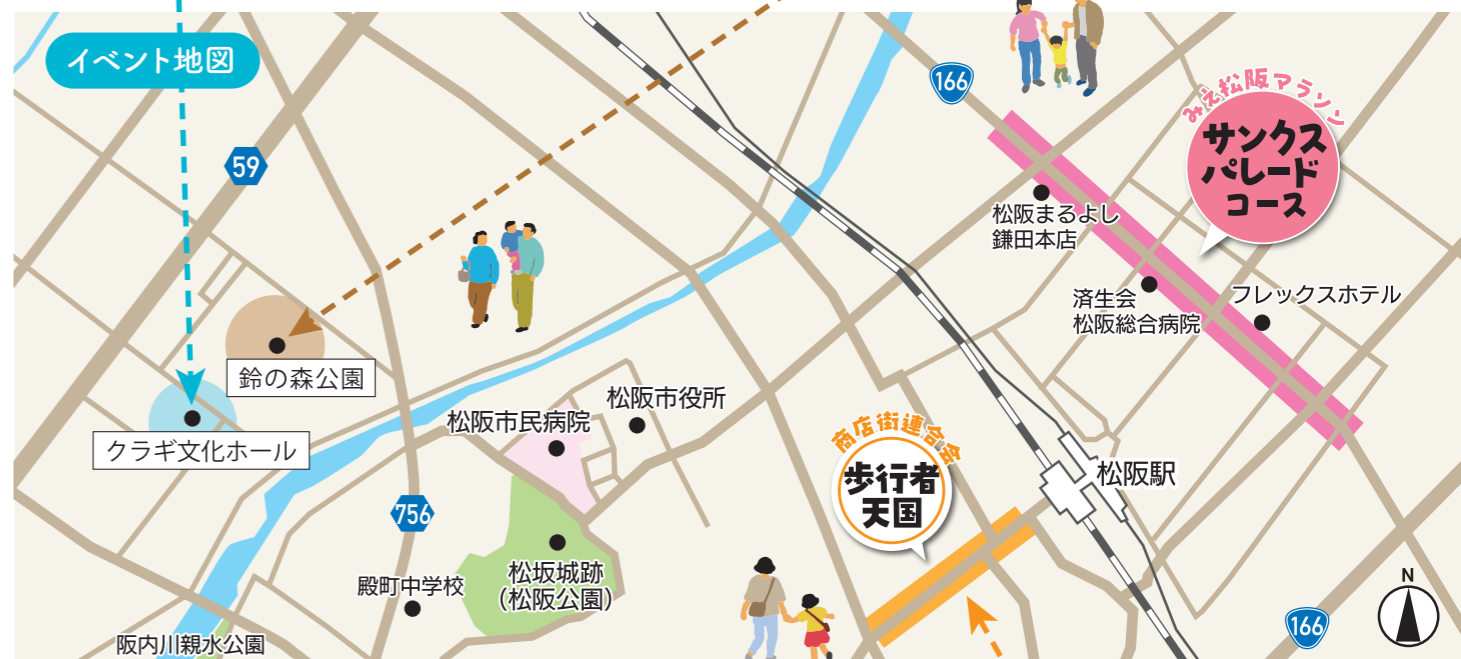 イベント地図
166
みえ松阪マラソン
サンクス
パレード
コース
59
松阪まるよし
鎌田本店
済生会
松阪総合病院
フレックスホテル
鈴の森公園
クラギ文化ホール
松阪市民病院
松阪市役所
商店街連合会
歩行者
天国
松阪駅
756
松坂城跡
(松阪公園)
殿町中学校
阪内川親水公園
166
N